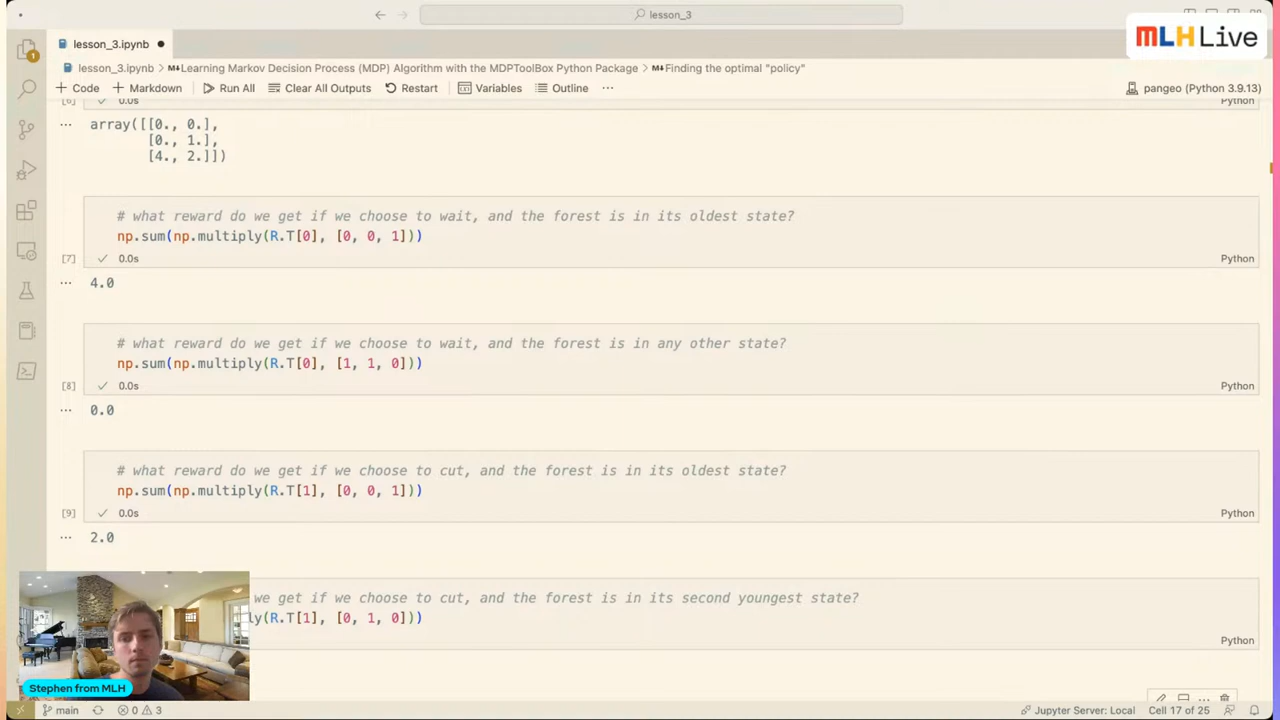 lesson_3
MLH Live
1
lesson_3.ipynb
lesson_3.ipynb > M↓Learning Markov Decision Process (MDP) Algorithm with the MDPToolBox Python Package > M↓Finding the optimal "policy"
+ Code + Markdown Run All Clear All Outputs Restart Variables Outline ...
pangeo (Python 3.9.13)
[6] 0.0s Python
... array([[0., 0.],
[0., 1.],
[4., 2.]])
# what reward do we get if we choose to wait, and the forest is in its oldest state?
np.sum(np.multiply(R.T[0], [0, 0, 1]))
[7] 0.0s Python
... 4.0
# what reward do we get if we choose to wait, and the forest is in any other state?
np.sum(np.multiply(R.T[0], [1, 1, 0]))
[8] 0.0s Python
... 0.0
# what reward do we get if we choose to cut, and the forest is in its oldest state?
np.sum(np.multiply(R.T[1], [0, 0, 1]))
[9] 0.0s Python
... 2.0
we get if we choose to cut, and the forest is in its second youngest state?
ly(R.T[1], [0, 1, 0]))
Python
Stephen from MLH
main 0 3
Jupyter Server: Local Cell 17 of 25